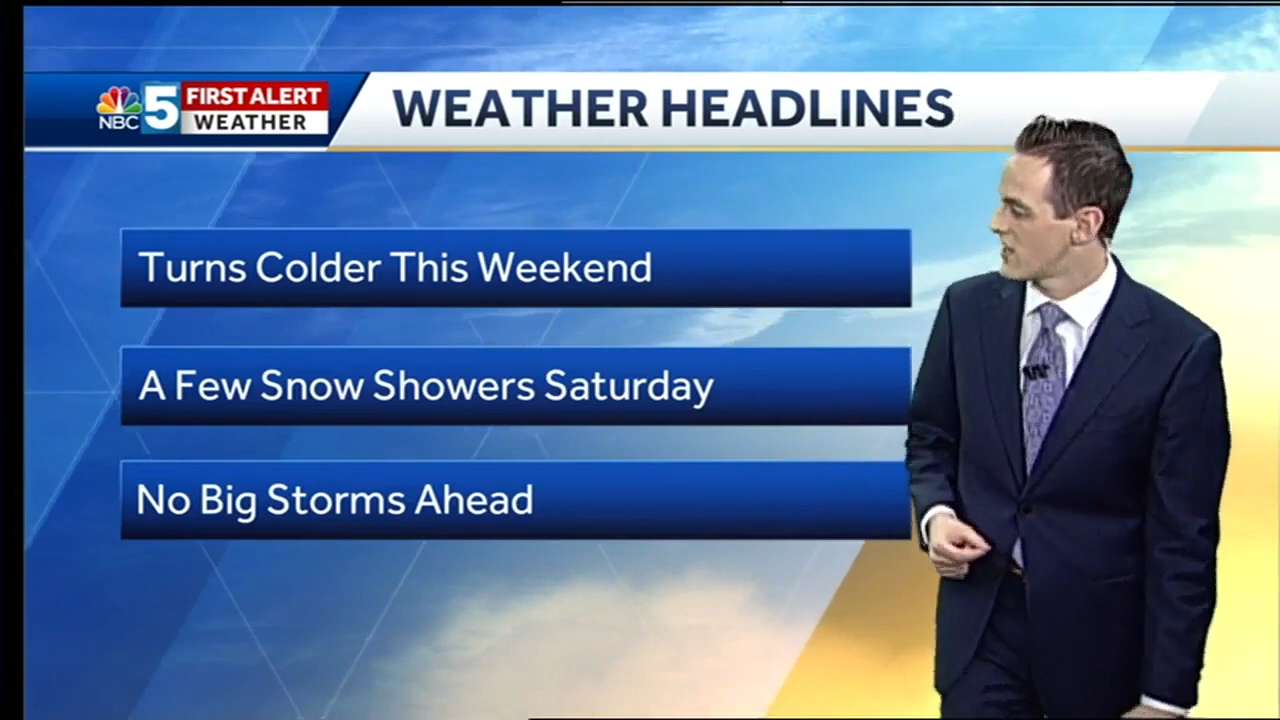 NBC 5 FIRST ALERT WEATHER
WEATHER HEADLINES
Turns Colder This Weekend
A Few Snow Showers Saturday
No Big Storms Ahead